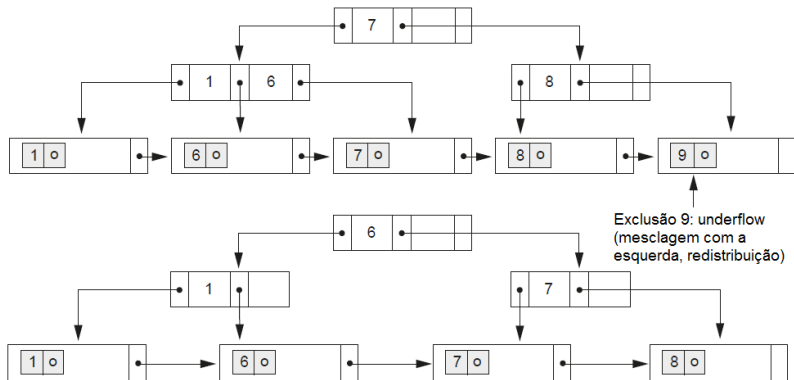 7
1 6
8
1 o
6 o
7 o
8 o
9 o
Exclusão 9: underflow
(mesclagem com a
esquerda, redistribuição)
6
1
7
1 o
6 o
7 o
8 o